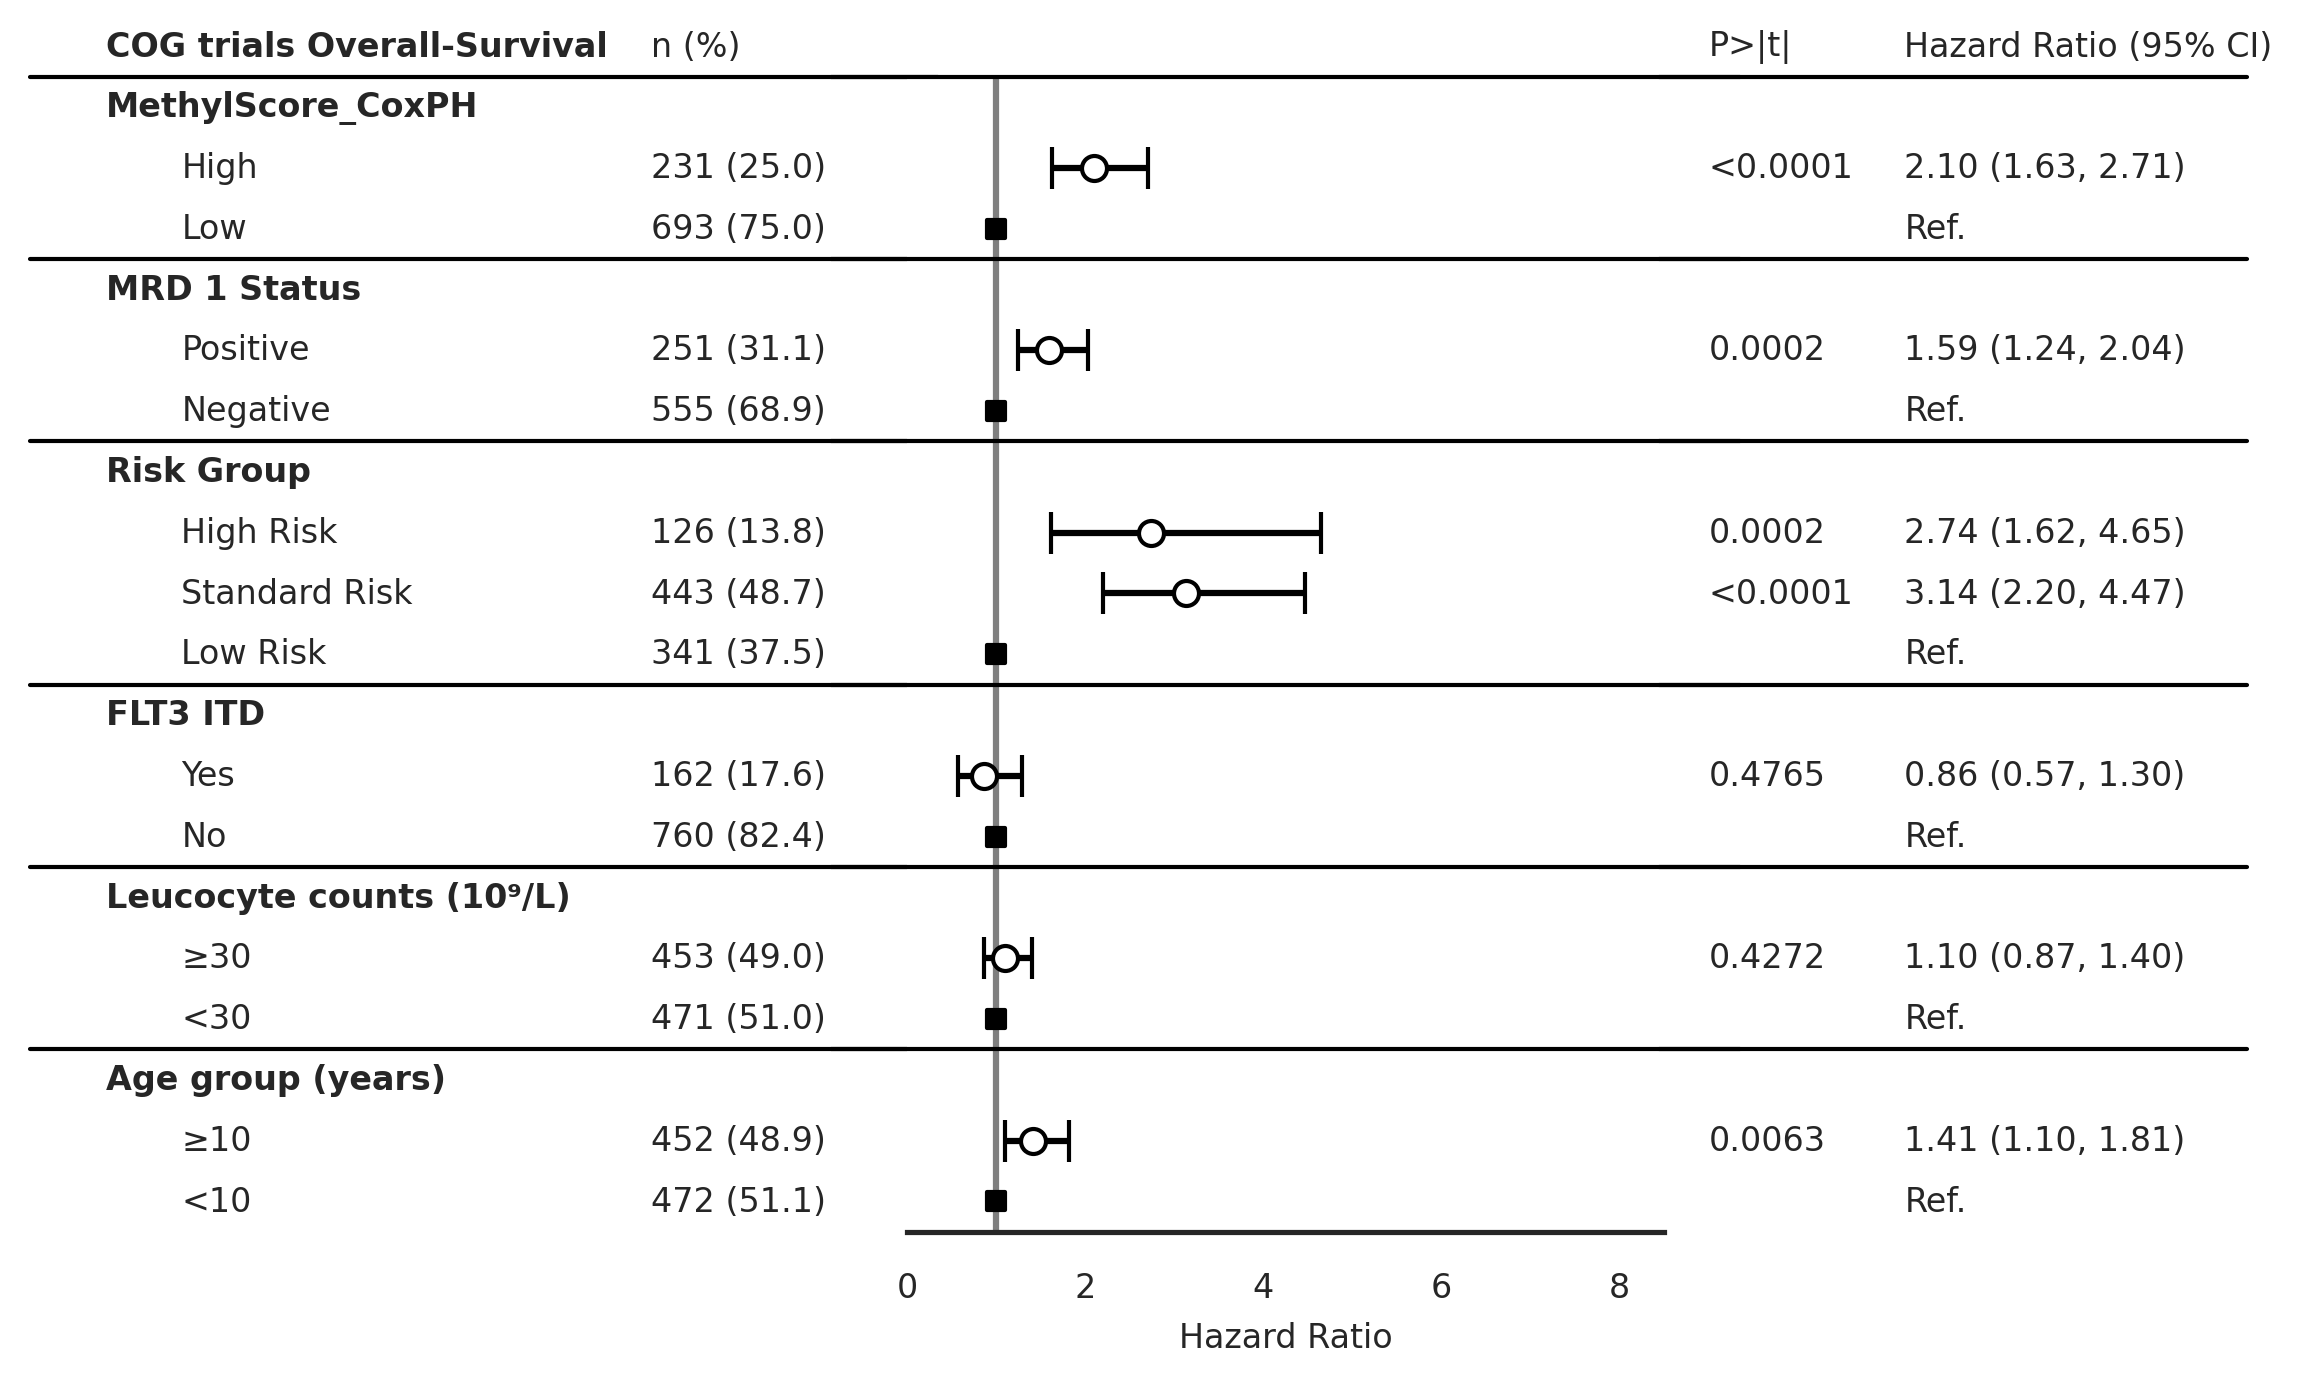 COG trials Overall-Survival n (%) P>|t| Hazard Ratio (95% CI)
MethylScore_CoxPH
High 231 (25.0) <0.0001 2.10 (1.63, 2.71)
Low 693 (75.0) Ref.
MRD 1 Status
Positive 251 (31.1) 0.0002 1.59 (1.24, 2.04)
Negative 555 (68.9) Ref.
Risk Group
High Risk 126 (13.8) 0.0002 2.74 (1.62, 4.65)
Standard Risk 443 (48.7) <0.0001 3.14 (2.20, 4.47)
Low Risk 341 (37.5) Ref.
FLT3 ITD
Yes 162 (17.6) 0.4765 0.86 (0.57, 1.30)
No 760 (82.4) Ref.
Leucocyte counts (10⁹/L)
≥30 453 (49.0) 0.4272 1.10 (0.87, 1.40)
<30 471 (51.0) Ref.
Age group (years)
≥10 452 (48.9) 0.0063 1.41 (1.10, 1.81)
<10 472 (51.1) Ref.
0 2 4 6 8
Hazard Ratio